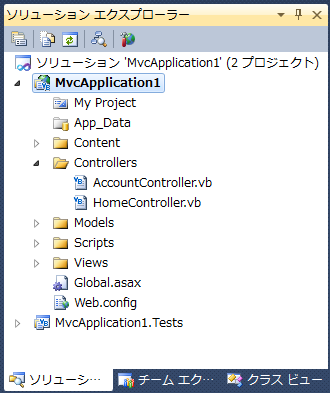 ソリューション エクスプローラー
ソリューション 'MvcApplication1' (2 プロジェクト)
MvcApplication1
My Project
App_Data
Content
Controllers
AccountController.vb
HomeController.vb
Models
Scripts
Views
Global.asax
Web.config
MvcApplication1.Tests
ソリューシ… チーム エク… クラス ビュー